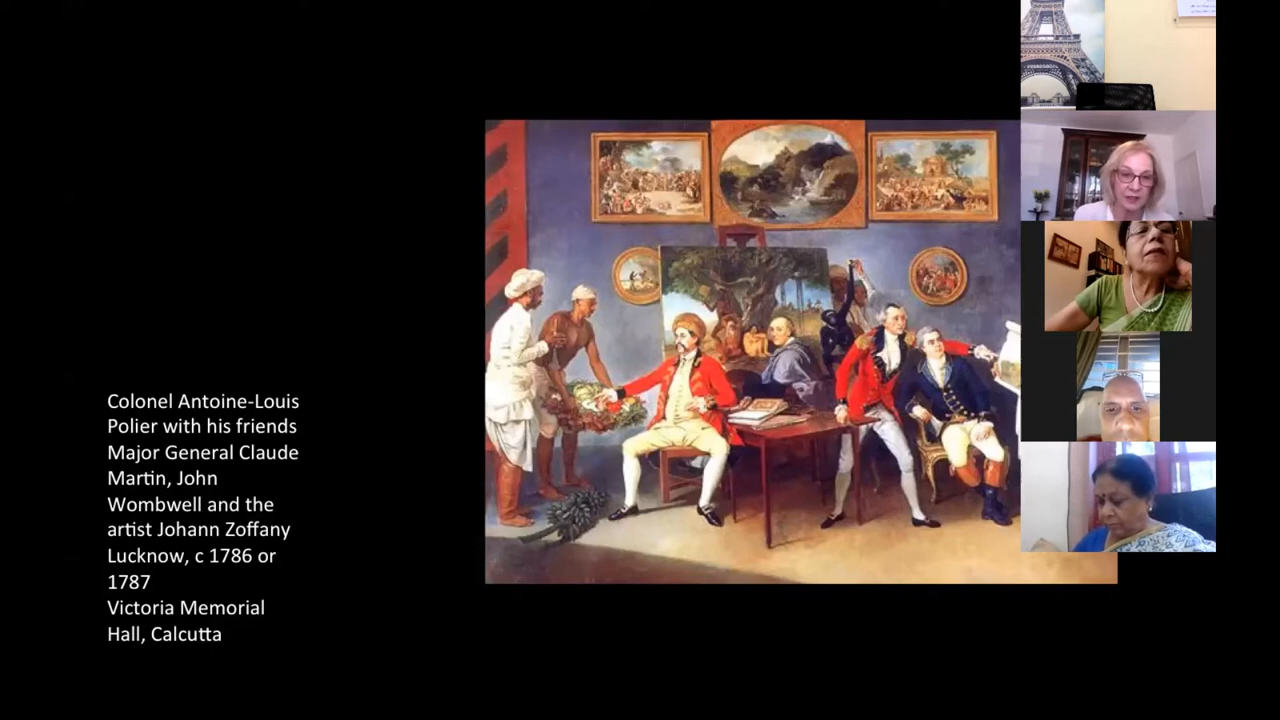 Colonel Antoine-Louis
Polier with his friends
Major General Claude
Martin, John
Wombwell and the
artist Johann Zoffany
Lucknow, c 1786 or
1787
Victoria Memorial
Hall, Calcutta